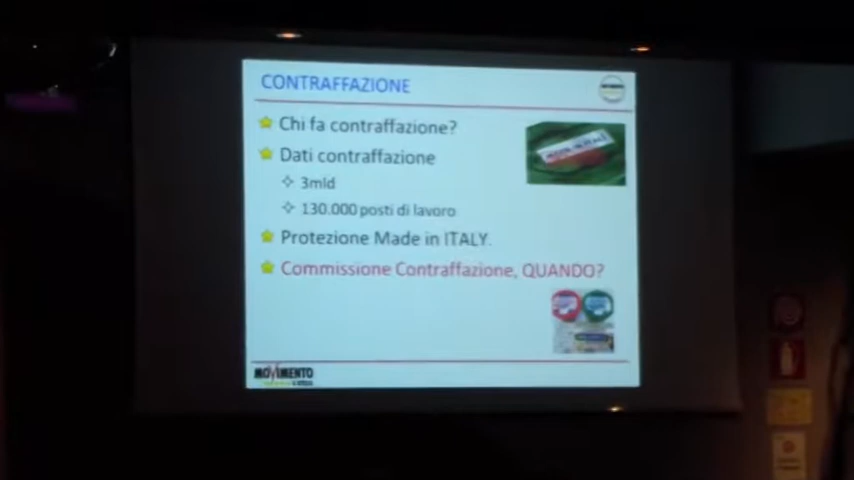 CONTRAFFAZIONE
Chi fa contraffazione?
Dati contraffazione
3mld
130.000 posti di lavoro
Protezione Made in ITALY.
Commissione Contraffazione, QUANDO?
MOVIMENTO